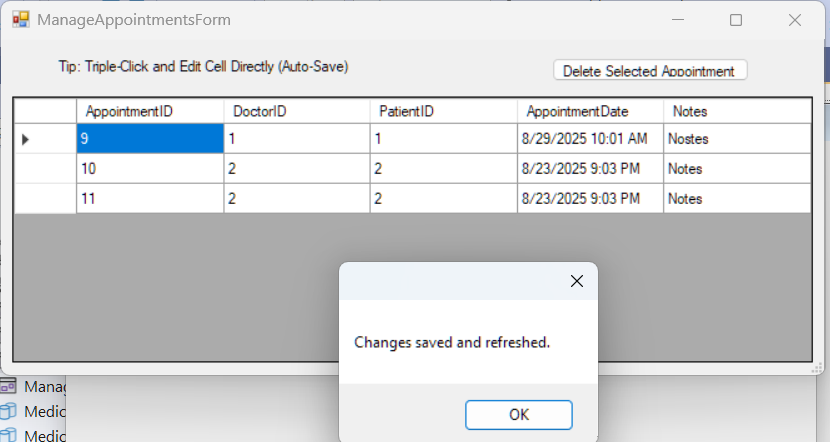 ManageAppointmentsForm
Tip: Triple-Click and Edit Cell Directly (Auto-Save)
Delete Selected Appointment
AppointmentID DoctorID PatientID AppointmentDate Notes
9 1 1 8/29/2025 10:01 AM Nostes
10 2 2 8/23/2025 9:03 PM Notes
11 2 2 8/23/2025 9:03 PM Notes
Changes saved and refreshed.
OK
Manag
Medic
Medic